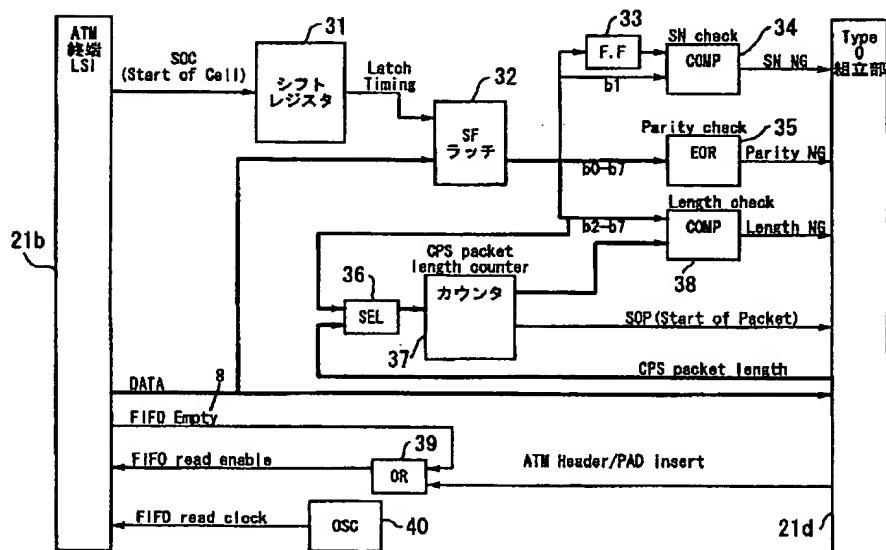 ATM
終端
LSI
SOC
(Start of Cell)
31
シフト
レジスタ
Latch
Timing
32
SF
ラッチ
33
F.F
SN check
34
COMP
SN NG
b1
Type
0
組立部
Parity check
35
EOR
Parity NG
b0-b7
Length check
COMP
Length NG
b2-b7
38
21b
CPS packet
length counter
36
SEL
カウンタ
37
SOP(Start of Packet)
CPS packet length
DATA
8
FIFO Empty
39
OR
FIFO read enable
ATM Header/PAD insert
FIFO read clock
OSC
40
21d